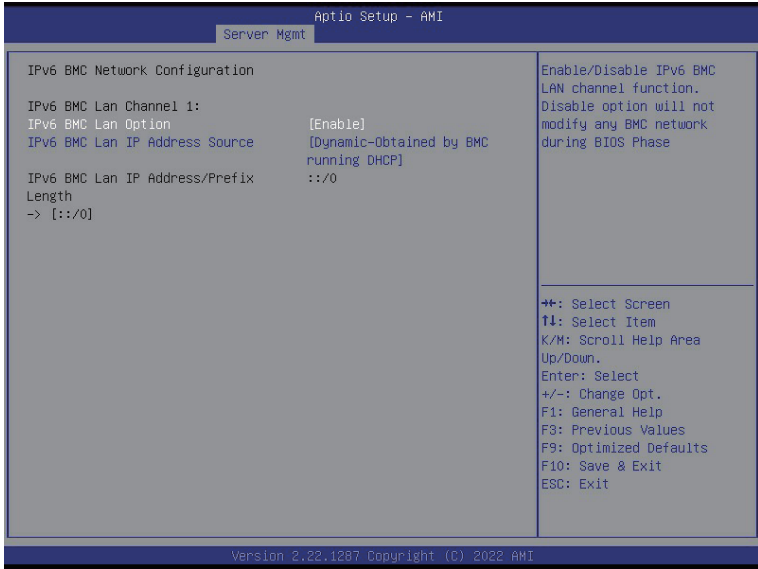 Aptio Setup - AMI
Server Mgmt
IPv6 BMC Network Configuration
IPv6 BMC Lan Channel 1:
IPv6 BMC Lan Option [Enable]
IPv6 BMC Lan IP Address Source [Dynamic-Obtained by BMC
running DHCP]
IPv6 BMC Lan IP Address/Prefix ::/0
Length
-> [::/0]
Enable/Disable IPv6 BMC
LAN channel function.
Disable option will not
modify any BMC network
during BIOS Phase
→←: Select Screen
↑↓: Select Item
K/M: Scroll Help Area
Up/Down.
Enter: Select
+/-: Change Opt.
F1: General Help
F3: Previous Values
F9: Optimized Defaults
F10: Save & Exit
ESC: Exit
Version 2.22.1287 Copyright (C) 2022 AMI